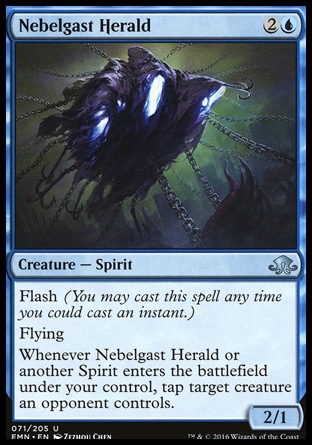 Nebelgast Herald 2
Creature — Spirit
Flash (You may cast this spell any time
you could cast an instant.)
Flying
Whenever Nebelgast Herald or
another Spirit enters the battlefield
under your control, tap target creature
an opponent controls.
2/1
071/205 U
EMN • EN Zezhou Chen
™ & © 2016 Wizards of the Coast